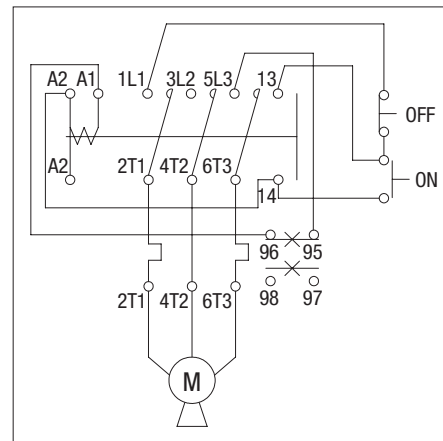 A2 A1 1L1 3L2 5L3 13
OFF
A2 2T1 4T2 6T3 14
ON
96 95
98 97
2T1 4T2 6T3
M